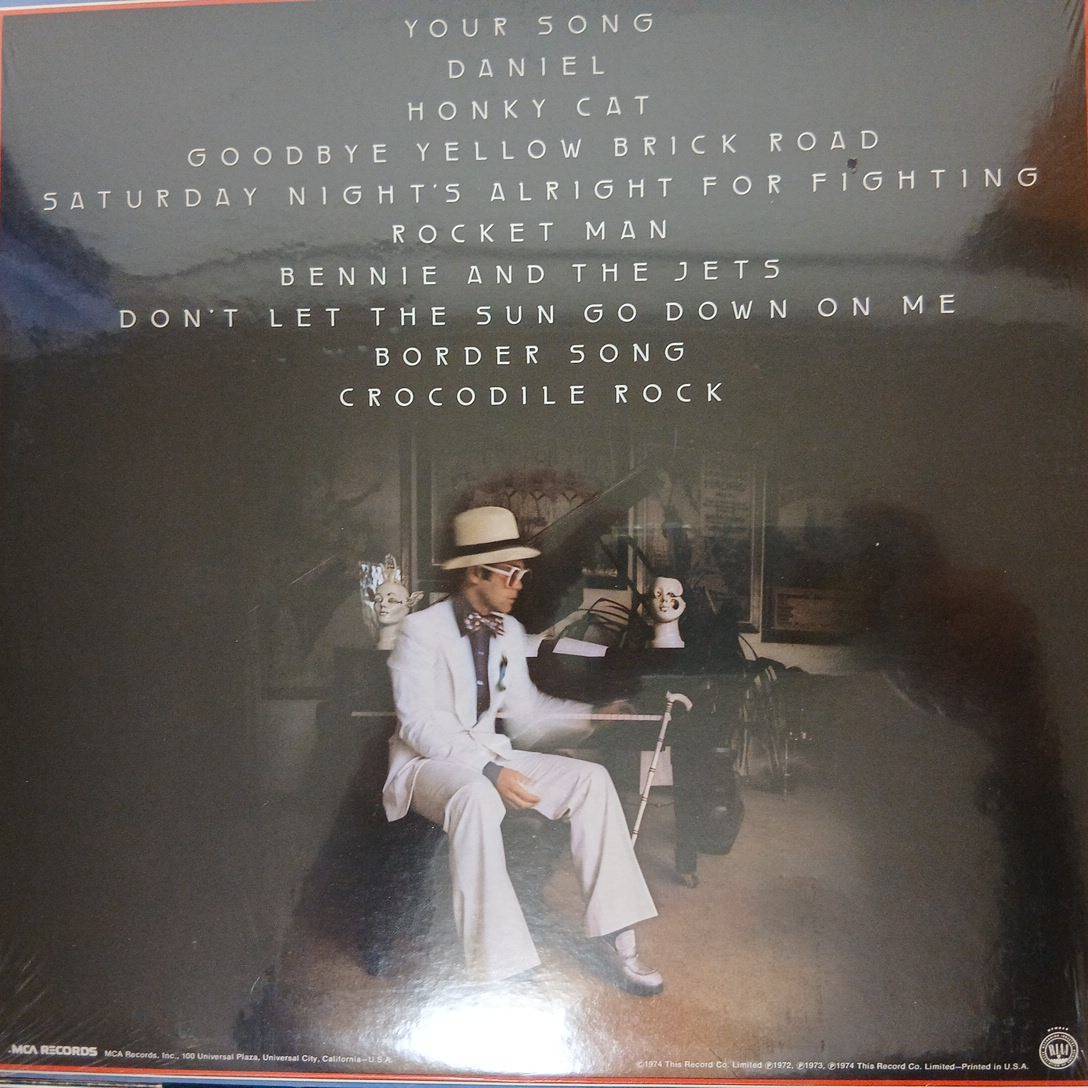 YOUR SONG
DANIEL
HONKY CAT
GOODBYE YELLOW BRICK ROAD
SATURDAY NIGHT'S ALRIGHT FOR FIGHTING
ROCKET MAN
BENNIE AND THE JETS
DON'T LET THE SUN GO DOWN ON ME
BORDER SONG
CROCODILE ROCK
MCA RECORDS MCA Records, Inc., 100 Universal Plaza, Universal City, California—U.S.A.
©1974 This Record Co. Limited ℗1972, ℗1973, ℗1974 This Record Co. Limited—Printed in U.S.A.